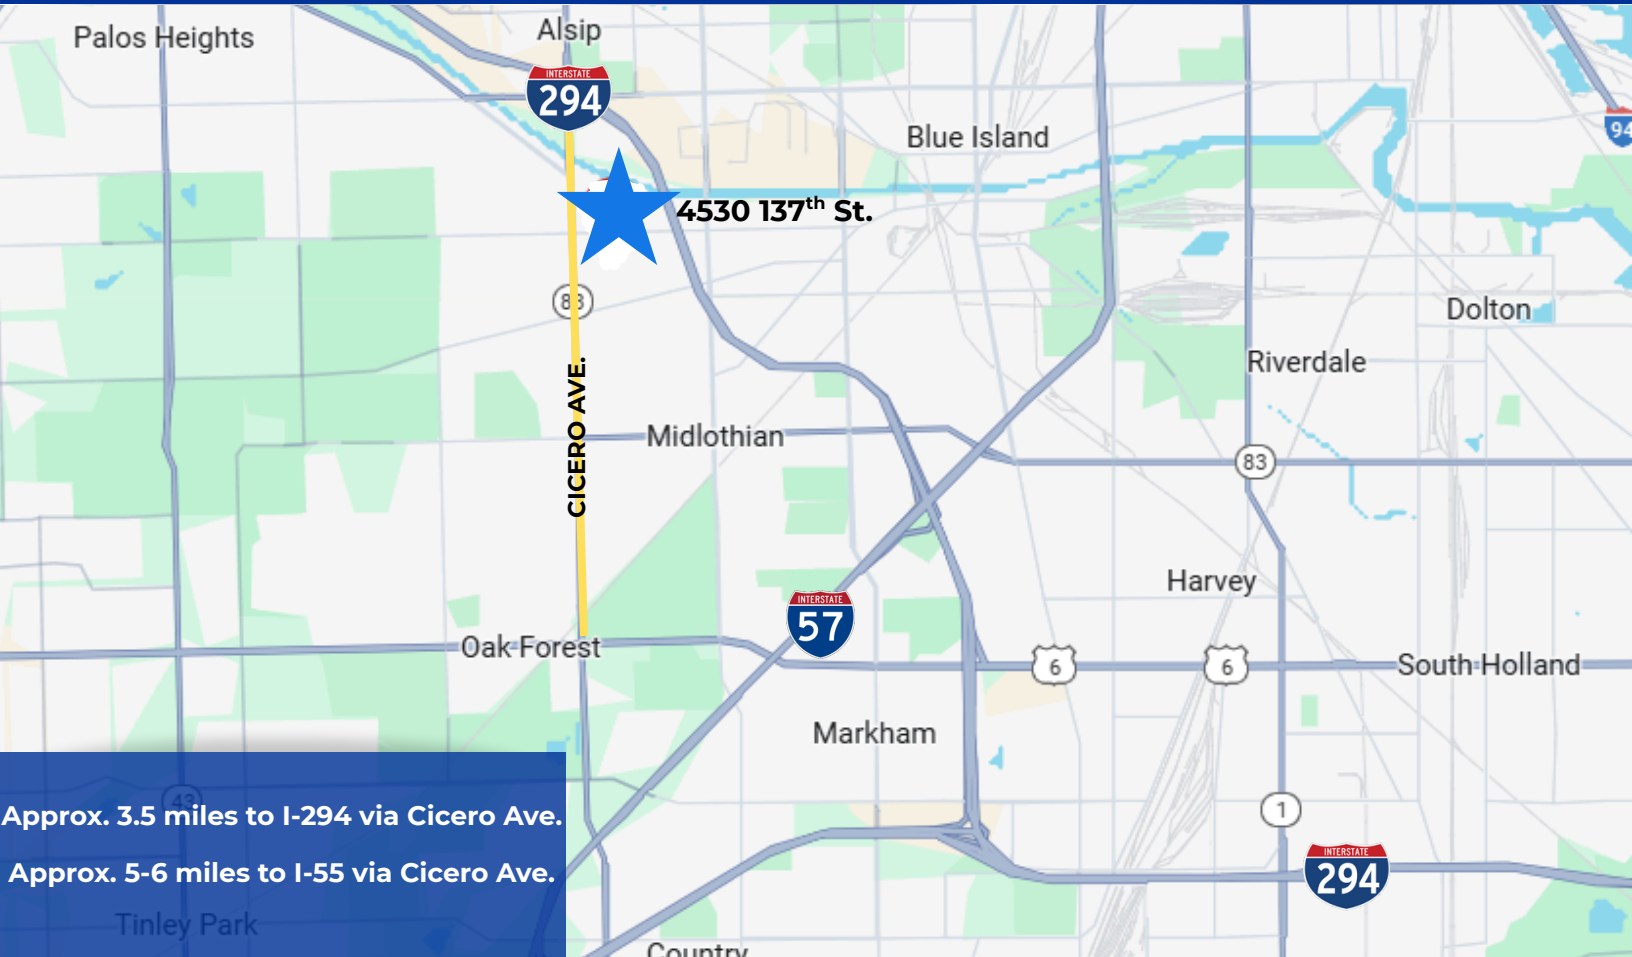 Palos Heights
Alsip
INTERSTATE
294
94
Blue Island
4530 137th St.
83
Dolton
Riverdale
CICERO AVE.
Midlothian
83
Harvey
INTERSTATE
57
Oak Forest
6
6
South Holland
Markham
43
Approx. 3.5 miles to I-294 via Cicero Ave.
1
INTERSTATE
294
Approx. 5-6 miles to I-55 via Cicero Ave.
Tinley Park
Country